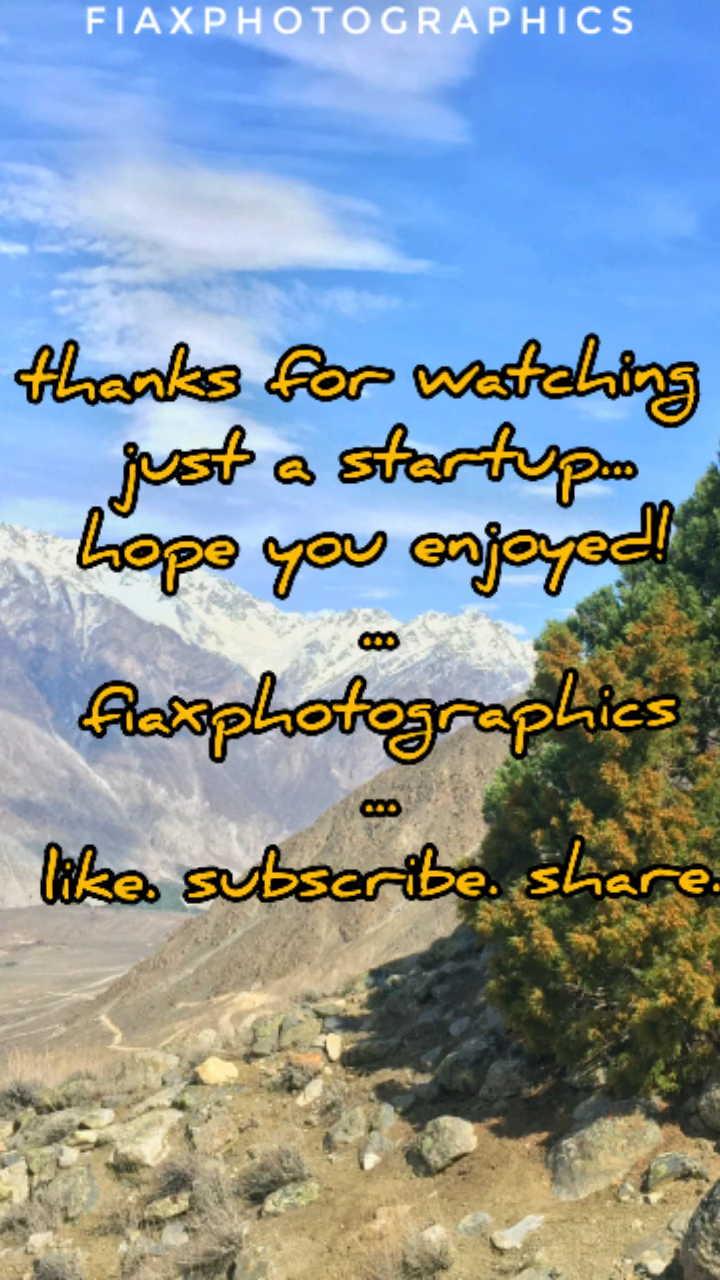 FIAXPHOTOGRAPHICS
thanks for watching
just a startup...
hope you enjoyed!
...
fiaxphotographics
...
like. subscribe. share.